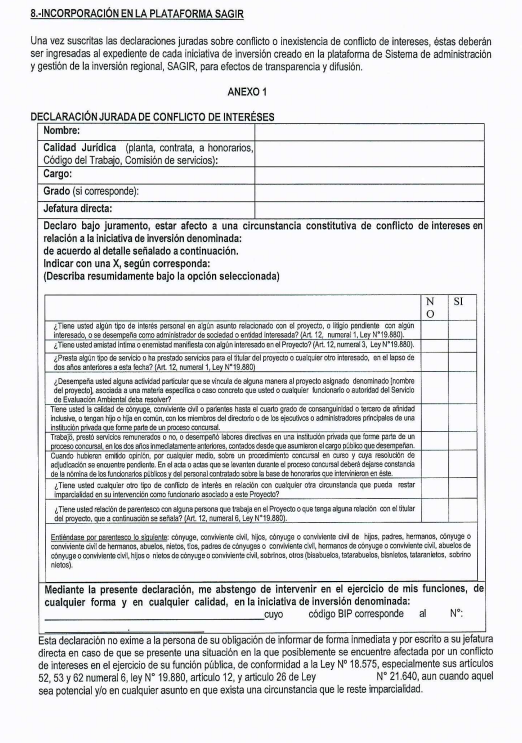 8.-INCORPORACIÓN EN LA PLATAFORMA SAGIR
Una vez suscritas las declaraciones juradas sobre conflicto o inexistencia de conflicto de intereses, éstas deberán
ser ingresadas al expediente de cada iniciativa de inversión creado en la plataforma de Sistema de administración
y gestión de la inversión regional, SAGIR, para efectos de transparencia y difusión.
ANEXO 1
DECLARACIÓN JURADA DE CONFLICTO DE INTERÉSES
Nombre:
Calidad Jurídica (planta, contrata, a honorarios,
Código del Trabajo, Comisión de servicios):
Cargo:
Grado (si corresponde):
Jefatura directa:
Declaro bajo juramento, estar afecto a una circunstancia constitutiva de conflicto de intereses en
relación a la iniciativa de inversión denominada:
de acuerdo al detalle señalado a continuación.
Indicar con una X, según corresponda:
(Describa resumidamente bajo la opción seleccionada)
N
O
SI
¿Tiene usted algún tipo de interés personal en algún asunto relacionado con el proyecto, o litigio pendiente con algún
interesado, o se desempeña como administrador de sociedad o entidad interesada? (Art. 12, numeral 1, Ley N°19.880).
¿Tiene usted amistad íntima o enemistad manifiesta con algún interesado en el Proyecto? (Art. 12, numeral 3, Ley N°19.880).
¿Presta algún tipo de servicio o ha prestado servicios para el titular del proyecto o cualquier otro interesado, en el lapso de
dos años anteriores a esta fecha? (Art. 12, numeral 1, Ley N°19.880)
¿Desempeña usted alguna actividad particular que se vincula de alguna manera al proyecto asignado denominado [nombre
del proyecto], asociada a una materia específica o caso concreto que usted o cualquier funcionario o autoridad del Servicio
de Evaluación Ambiental deba resolver?
Tiene usted la calidad de cónyuge, conviviente civil o parientes hasta el cuarto grado de consanguinidad o tercero de afinidad
inclusive, o tengan hijo o hija en común, con los miembros del directorio o de los ejecutivos o administradores principales de una
institución privada que forme parte de un proceso concursal.
Trabajó, prestó servicios remunerados o no, o desempeñó labores directivas en una institución privada que forme parte de un
proceso concursal, en los dos años inmediatamente anteriores, contados desde que asumieron el cargo público que desempeñan.
Cuando hubieren emitido opinión, por cualquier medio, sobre un procedimiento concursal en curso y cuya resolución de
adjudicación se encuentre pendiente. En el acta o actas que se levanten durante el proceso concursal deberá dejarse constancia
de la nómina de los funcionarios públicos y del personal contratado sobre la base de honorarios que intervinieron en éste.
¿Tiene usted cualquier otro tipo de conflicto de interés en relación con cualquier otra circunstancia que pueda restar
imparcialidad en su intervención como funcionario asociado a este Proyecto?
¿Tiene usted relación de parentesco con alguna persona que trabaja en el Proyecto o que tenga alguna relación con el titular
del proyecto, que a continuación se señala? (Art. 12, numeral 6, Ley N°19.880).
Entiéndase por parentesco lo siguiente: cónyuge, conviviente civil, hijos, cónyuge o conviviente civil de hijos, padres, hermanos, cónyuge o
conviviente civil de hermanos, abuelos, nietos, tíos, padres de cónyuges o conviviente civil, hermanos de cónyuge o conviviente civil, abuelos de
cónyuge o conviviente civil, hijos o nietos de cónyuge o conviviente civil, sobrinos, otros (bisabuelos, tatarabuelos, bisnietos, tataranietos, sobrino
nietos).
Mediante la presente declaración, me abstengo de intervenir en el ejercicio de mis funciones, de
cualquier forma y en cualquier calidad, en la iniciativa de inversión denominada:
cuyo código BIP corresponde al N°:
Esta declaración no exime a la persona de su obligación de informar de forma inmediata y por escrito a su jefatura
directa en caso de que se presente una situación en la que posiblemente se encuentre afectada por un conflicto
de intereses en el ejercicio de su función pública, de conformidad a la Ley N° 18.575, especialmente sus artículos
52, 53 y 62 numeral 6, ley N° 19.880, artículo 12, y artículo 26 de Ley N° 21.640, aun cuando aquel
sea potencial y/o en cualquier asunto en que exista una circunstancia que le reste imparcialidad.